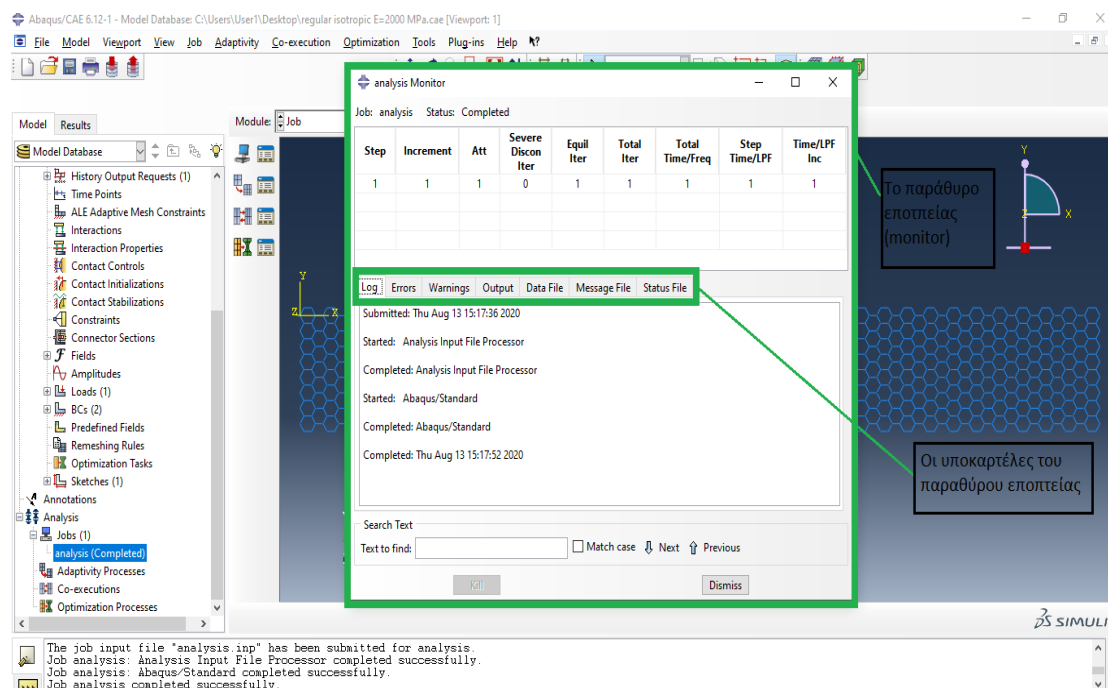 Abaqus/CAE 6.12-1 - Model Database: C:\Users\User1\Desktop\regular isotropic E=2000 MPa.cae [Viewport: 1]
File Model Viewport View Job Adaptivity Co-execution Optimization Tools Plug-ins Help
analysis Monitor
Job: analysis Status: Completed
Model Results
Module: Job
Model Database
History Output Requests (1)
Time Points
ALE Adaptive Mesh Constraints
Interactions
Interaction Properties
Contact Controls
Contact Initializations
Contact Stabilizations
Constraints
Connector Sections
Fields
Amplitudes
Loads (1)
BCs (2)
Predefined Fields
Remeshing Rules
Optimization Tasks
Sketches (1)
Annotations
Analysis
Jobs (1)
analysis (Completed)
Adaptivity Processes
Co-executions
Optimization Processes
Step Increment Att Severe Discon Iter Equil Iter Total Iter Total Time/Freq Step Time/LPF Time/LPF Inc
1 1 1 0 1 1 1 1 1
Log Errors Warnings Output Data File Message File Status File
Submitted: Thu Aug 13 15:17:36 2020
Started: Analysis Input File Processor
Completed: Analysis Input File Processor
Started: Abaqus/Standard
Completed: Abaqus/Standard
Completed: Thu Aug 13 15:17:52 2020
Search Text
Text to find: Match case Next Previous
Kill Dismiss
Y
Z X
Y
Z X
Το παράθυρο
εποτπείας
(monitor)
Οι υποκαρτέλες του
παραθύρου εποπτείας
SIMULI
The job input file "analysis.inp" has been submitted for analysis.
Job analysis: Analysis Input File Processor completed successfully.
Job analysis: Abaqus/Standard completed successfully.
Job analysis completed successfully.